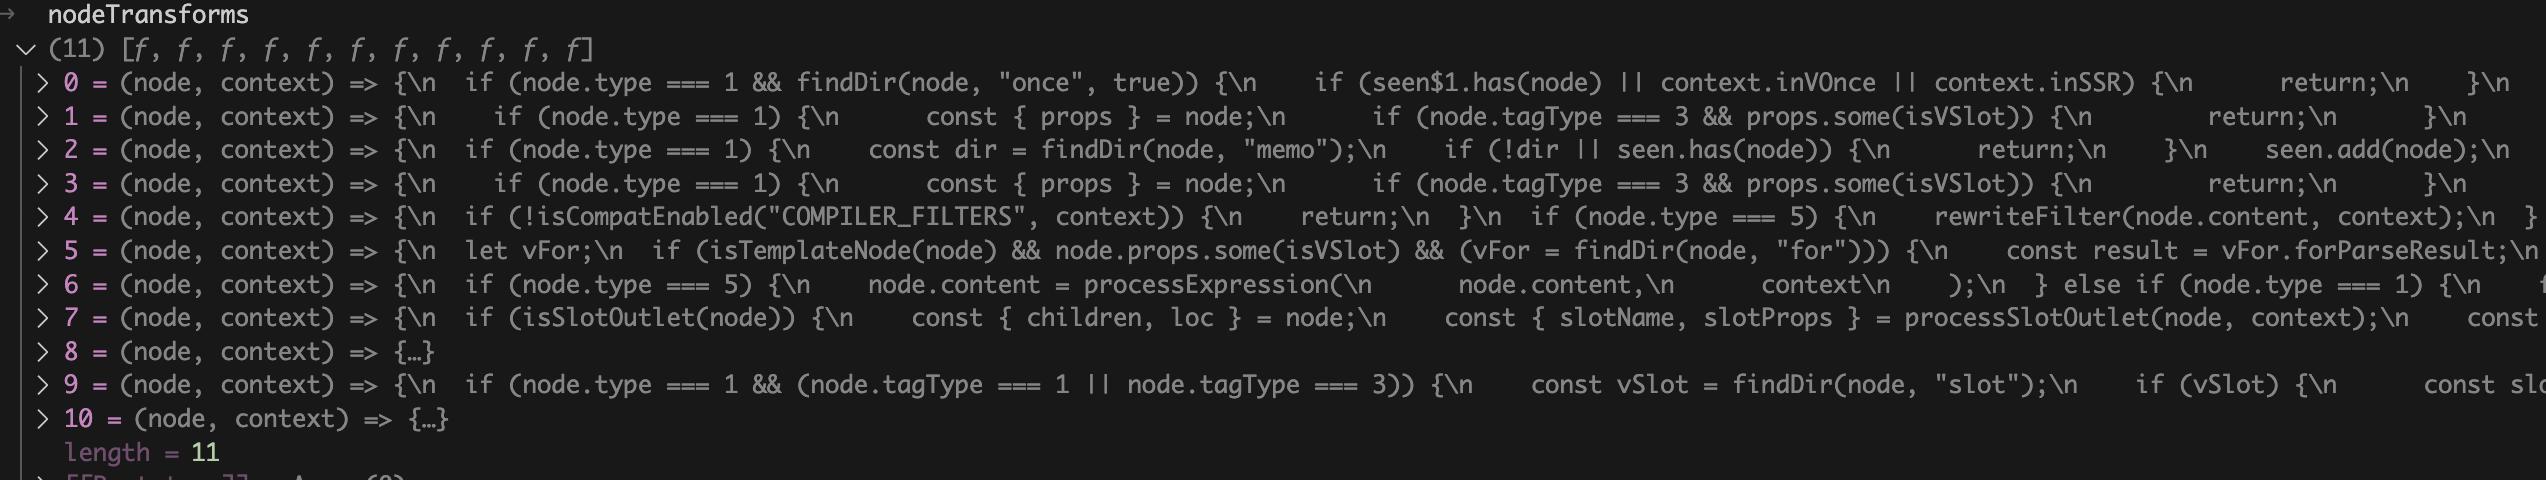 → nodeTransforms
(11) [f, f, f, f, f, f, f, f, f, f, f]
0 = (node, context) => {\n  if (node.type === 1 && findDir(node, "once", true)) {\n    if (seen$1.has(node) || context.inVOnce || context.inSSR) {\n      return;\n    }\n
1 = (node, context) => {\n    if (node.type === 1) {\n      const { props } = node;\n      if (node.tagType === 3 && props.some(isVSlot)) {\n        return;\n      }\n
2 = (node, context) => {\n  if (node.type === 1) {\n    const dir = findDir(node, "memo");\n    if (!dir || seen.has(node)) {\n      return;\n    }\n    seen.add(node);\n
3 = (node, context) => {\n    if (node.type === 1) {\n      const { props } = node;\n      if (node.tagType === 3 && props.some(isVSlot)) {\n        return;\n      }\n
4 = (node, context) => {\n  if (!isCompatEnabled("COMPILER_FILTERS", context)) {\n    return;\n  }\n  if (node.type === 5) {\n    rewriteFilter(node.content, context);\n  }
5 = (node, context) => {\n  let vFor;\n  if (isTemplateNode(node) && node.props.some(isVSlot) && (vFor = findDir(node, "for"))) {\n    const result = vFor.forParseResult;\n
6 = (node, context) => {\n  if (node.type === 5) {\n    node.content = processExpression(\n      node.content,\n      context\n    );\n  } else if (node.type === 1) {\n
7 = (node, context) => {\n  if (isSlotOutlet(node)) {\n    const { children, loc } = node;\n    const { slotName, slotProps } = processSlotOutlet(node, context);\n    const
8 = (node, context) => {…}
9 = (node, context) => {\n  if (node.type === 1 && (node.tagType === 1 || node.tagType === 3)) {\n    const vSlot = findDir(node, "slot");\n    if (vSlot) {\n      const slo
10 = (node, context) => {…}
length = 11